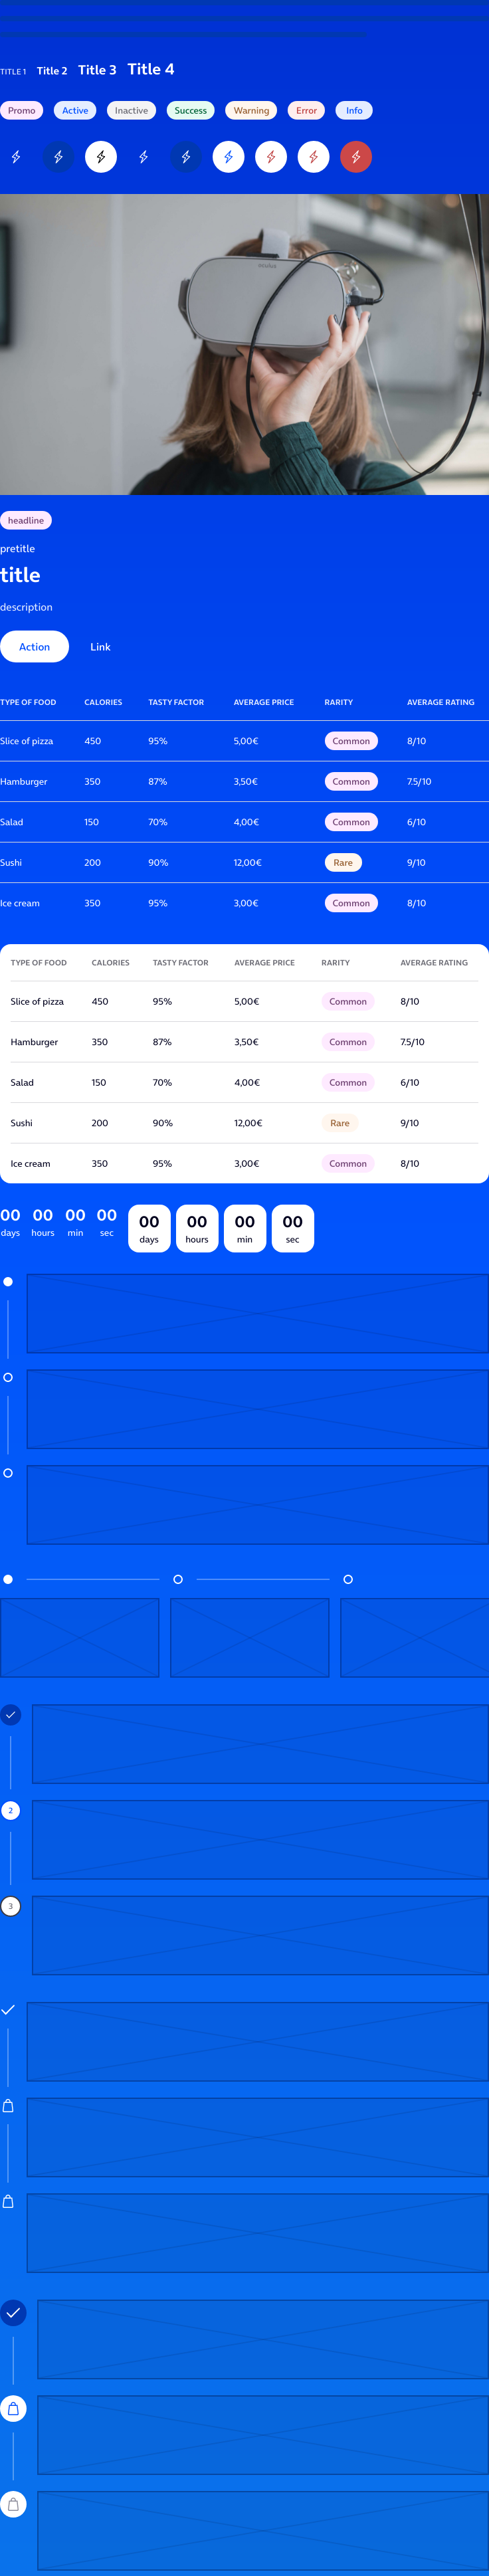 TITLE 1 Title 2 Title 3 Title 4
Promo Active Inactive Success Warning Error Info
oculus
headline
pretitle
title
description
Action Link
TYPE OF FOOD CALORIES TASTY FACTOR AVERAGE PRICE RARITY AVERAGE RATING
Slice of pizza 450 95% 5,00€ Common 8/10
Hamburger 350 87% 3,50€ Common 7.5/10
Salad 150 70% 4,00€ Common 6/10
Sushi 200 90% 12,00€ Rare 9/10
Ice cream 350 95% 3,00€ Common 8/10
TYPE OF FOOD CALORIES TASTY FACTOR AVERAGE PRICE RARITY AVERAGE RATING
Slice of pizza 450 95% 5,00€ Common 8/10
Hamburger 350 87% 3,50€ Common 7.5/10
Salad 150 70% 4,00€ Common 6/10
Sushi 200 90% 12,00€ Rare 9/10
Ice cream 350 95% 3,00€ Common 8/10
00 00 00 00 00 00 00 00
days hours min sec days hours min sec
2
3